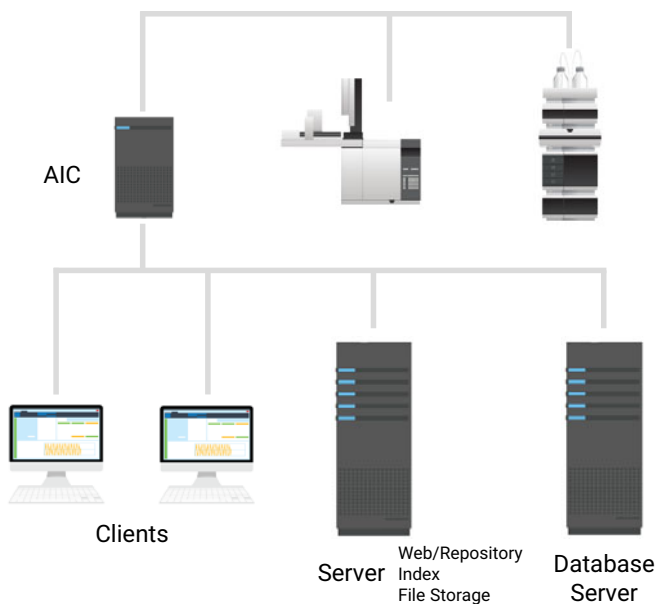 AIC
Clients
Server
Web/Repository
Index
File Storage
Database
Server